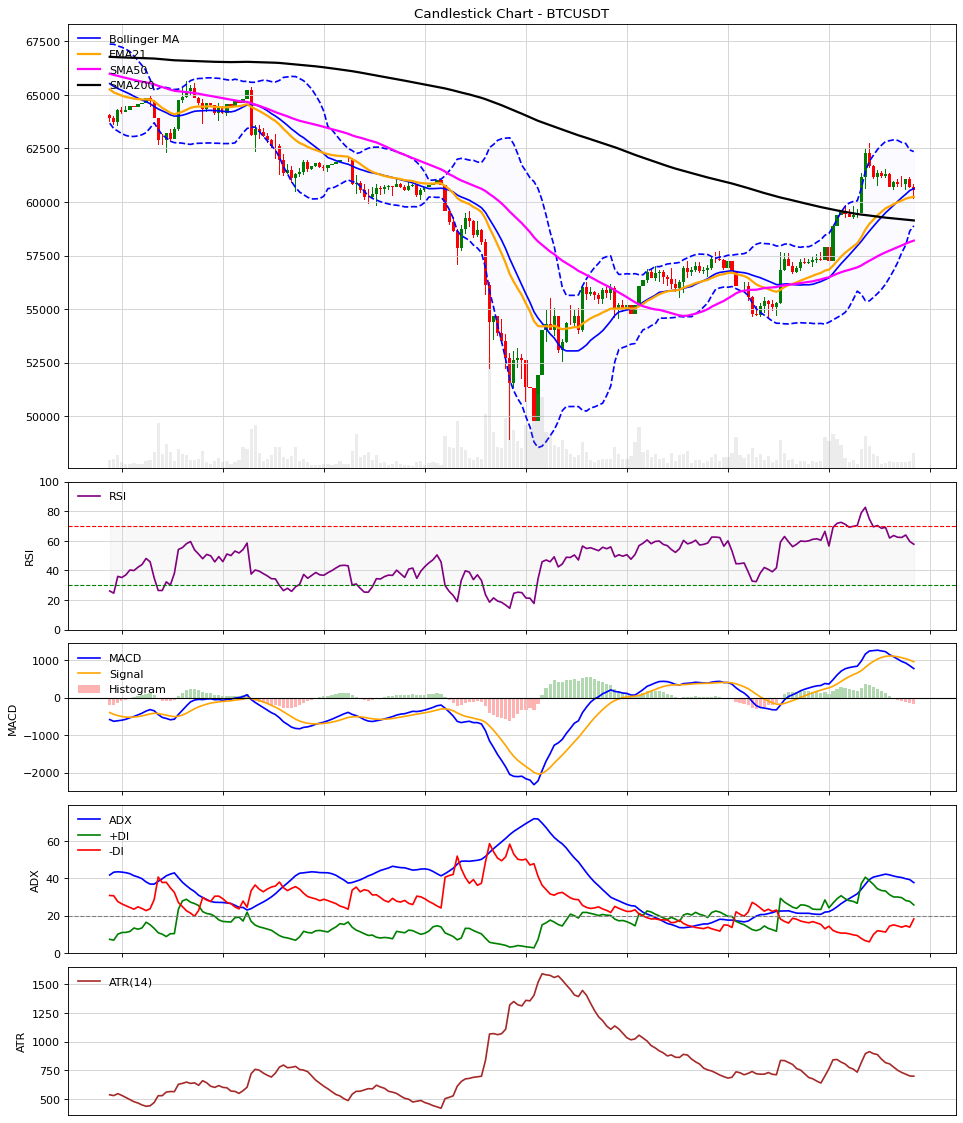 Candlestick Chart - BTCUSDT
67500
65000
62500
60000
57500
55000
52500
50000
Bollinger MA
EMA21
SMA50
SMA200
100
80
60
40
20
0
RSI
RSI
1000
0
−1000
−2000
MACD
MACD
Signal
Histogram
60
40
20
0
ADX
ADX
+DI
-DI
1500
1250
1000
750
500
ATR
ATR(14)